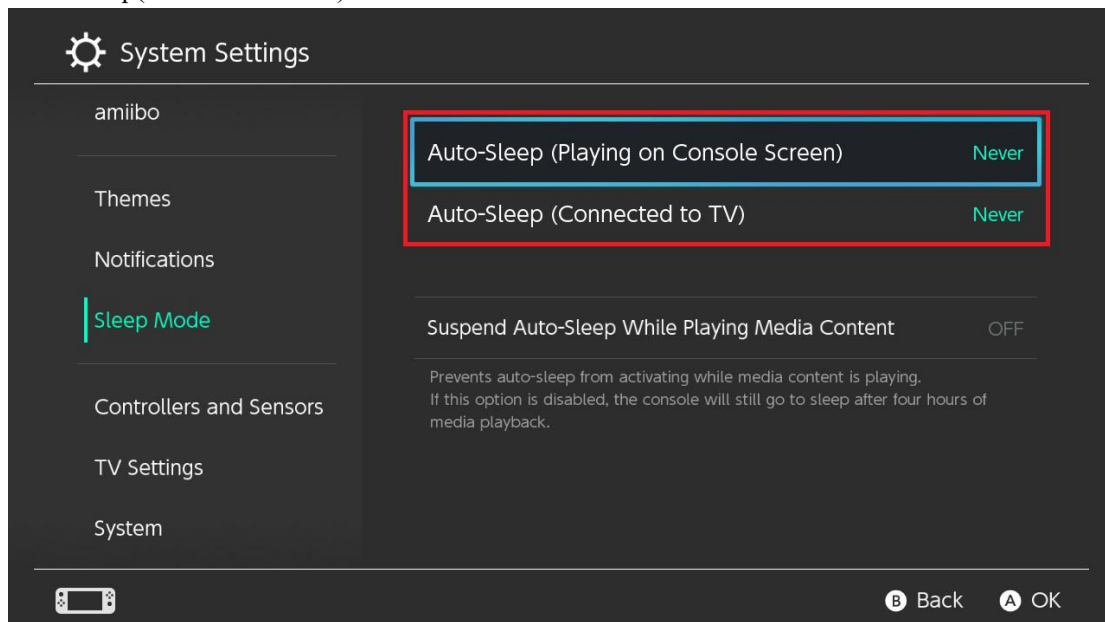 System Settings
amiibo
Themes
Notifications
Sleep Mode
Controllers and Sensors
TV Settings
System
Auto-Sleep (Playing on Console Screen) Never
Auto-Sleep (Connected to TV) Never
Suspend Auto-Sleep While Playing Media Content OFF
Prevents auto-sleep from activating while media content is playing.
If this option is disabled, the console will still go to sleep after four hours of
media playback.
B Back A OK